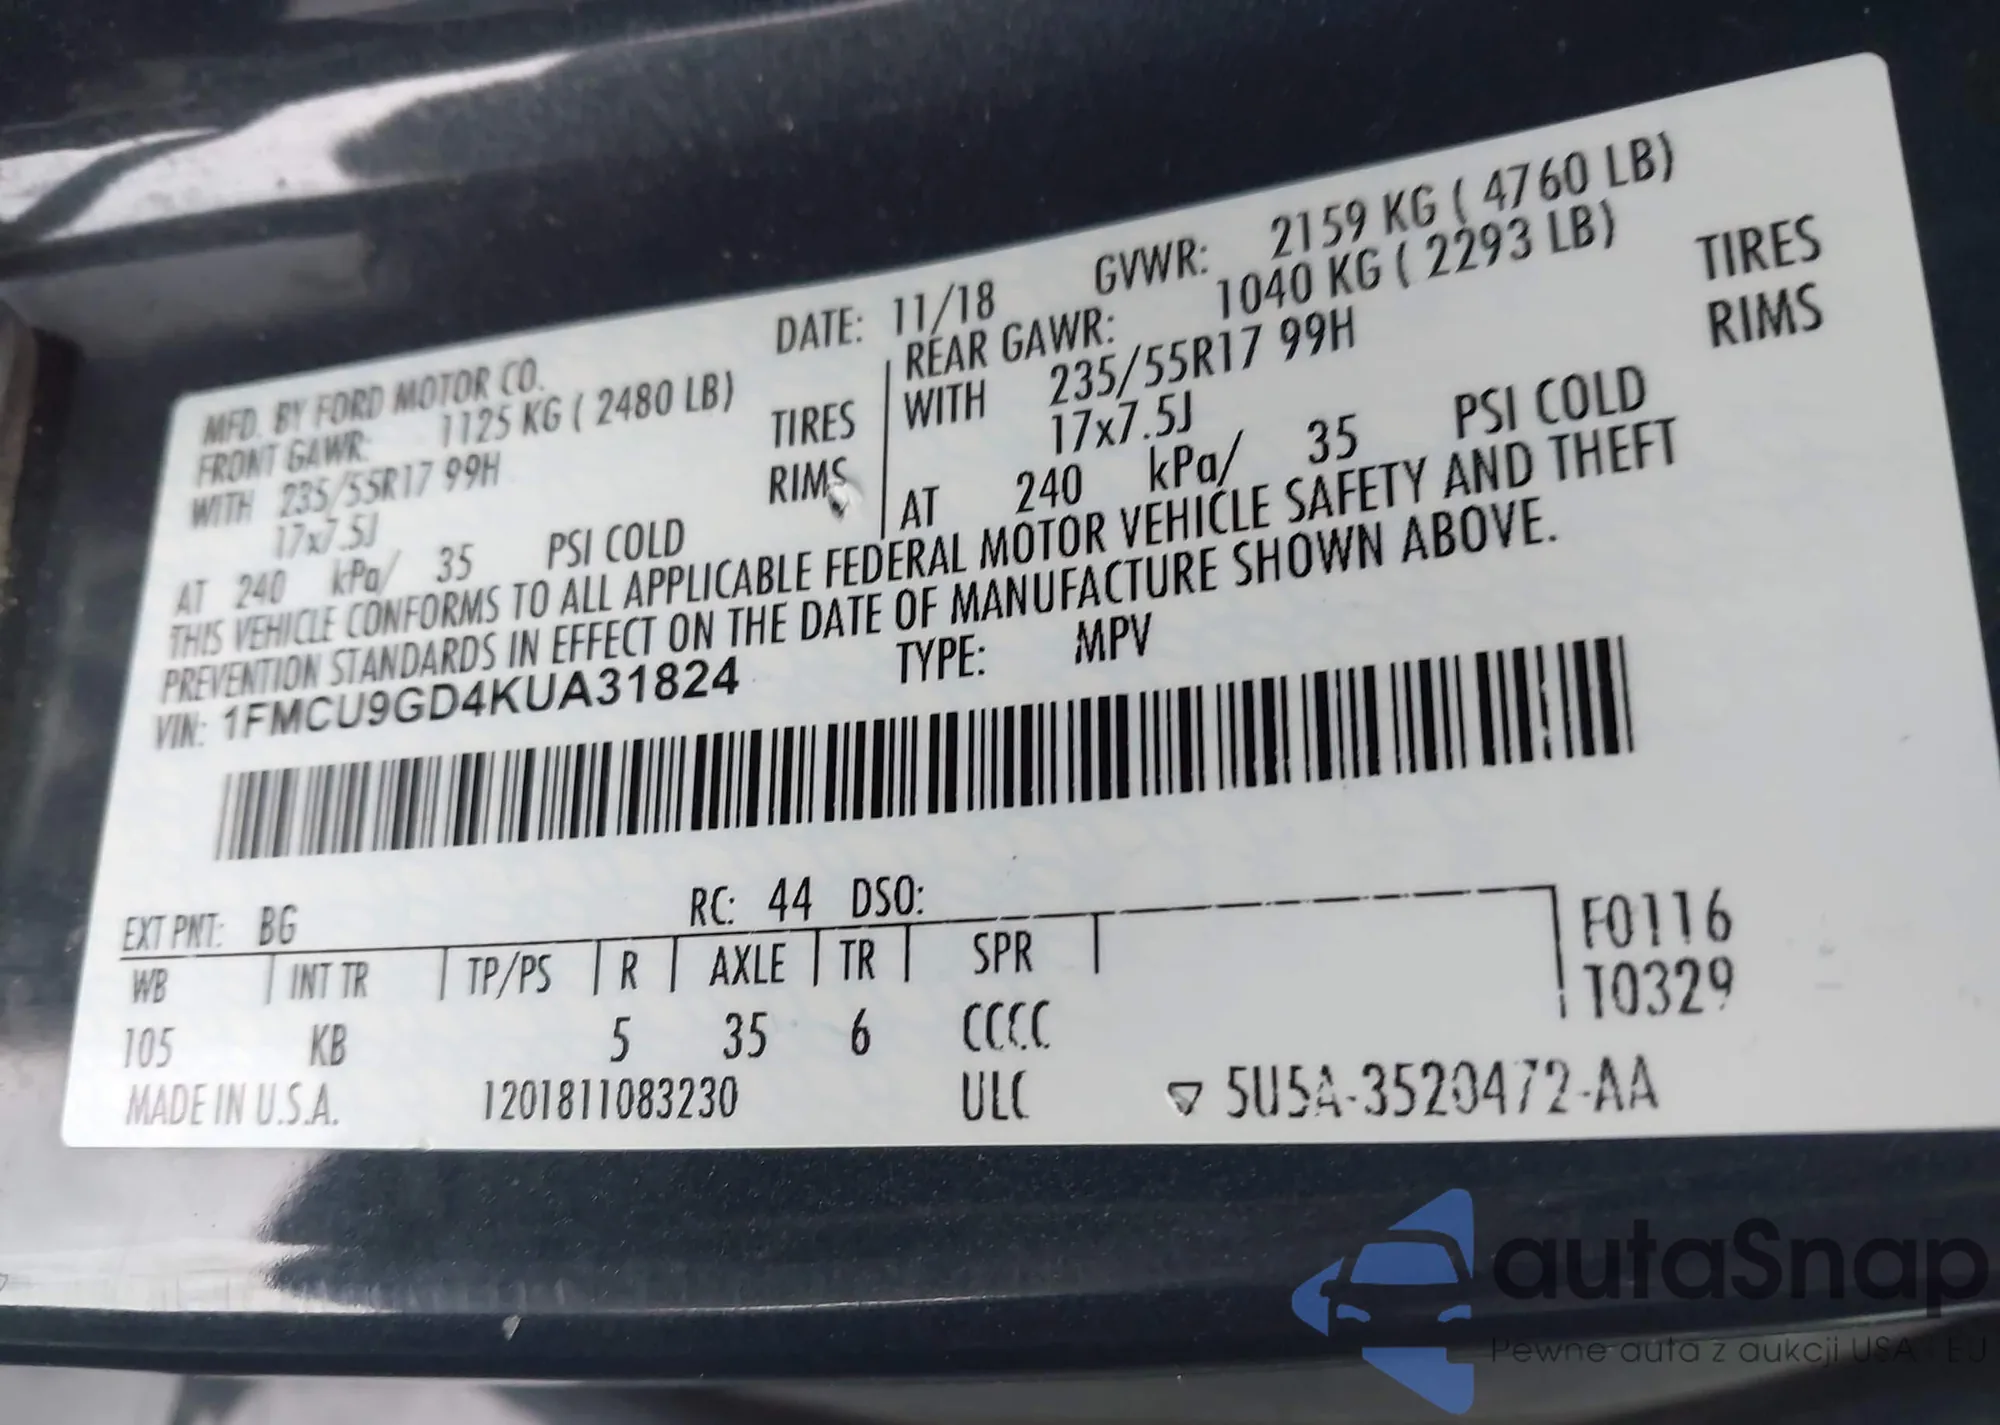 MFD. BY FORD MOTOR CO. DATE: 11/18 GVWR: 2159 KG ( 4760 LB)
FRONT GAWR: 1125 KG ( 2480 LB) REAR GAWR: 1040 KG ( 2293 LB)
WITH 235/55R17 99H TIRES WITH 235/55R17 99H TIRES
17x7.5J RIMS 17x7.5J RIMS
AT 240 kPa/ 35 PSI COLD AT 240 kPa/ 35 PSI COLD
THIS VEHICLE CONFORMS TO ALL APPLICABLE FEDERAL MOTOR VEHICLE SAFETY AND THEFT
PREVENTION STANDARDS IN EFFECT ON THE DATE OF MANUFACTURE SHOWN ABOVE.
VIN: 1FMCU9GD4KUA31824 TYPE: MPV
EXT PNT: BG RC: 44 DSO: F0116
WB INT TR TP/PS R AXLE TR SPR T0329
105 KB 5 35 6 CCCC
MADE IN U.S.A. 1201811083230 ULC 5U5A-3520472-AA
autaSnap
Pewne auta z aukcji USA - EU